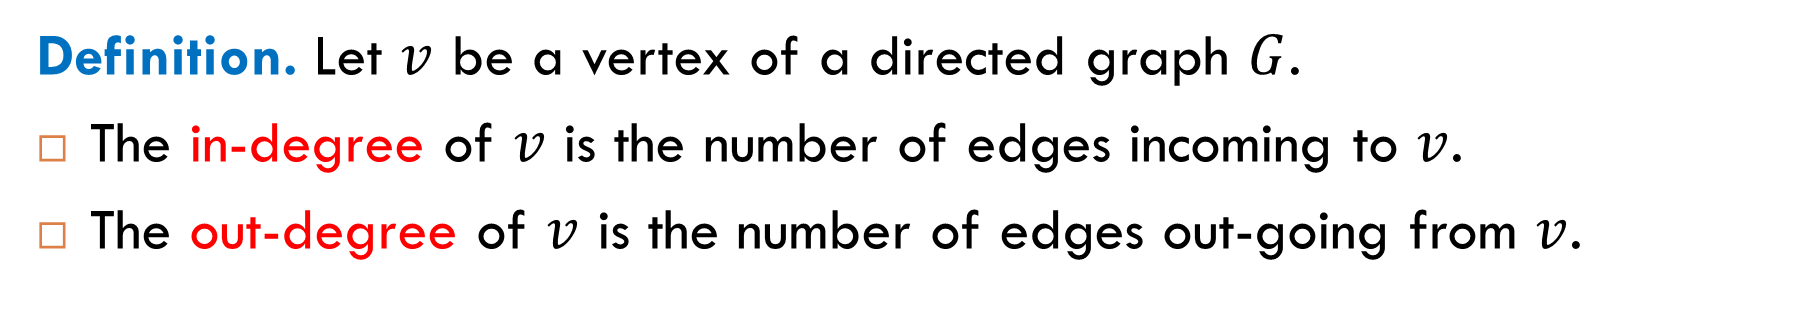 Definition. Let 𝑣 be a vertex of a directed graph 𝐺.
□ The in-degree of 𝑣 is the number of edges incoming to 𝑣.
□ The out-degree of 𝑣 is the number of edges out-going from 𝑣.